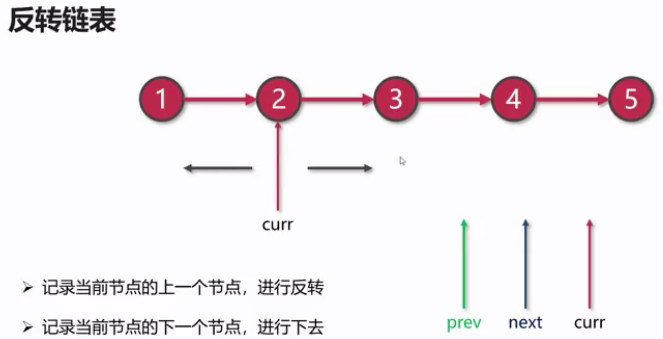 反转链表
1 2 3 4 5
curr
➢ 记录当前节点的上一个节点，进行反转
➢ 记录当前节点的下一个节点，进行下去
prev next curr